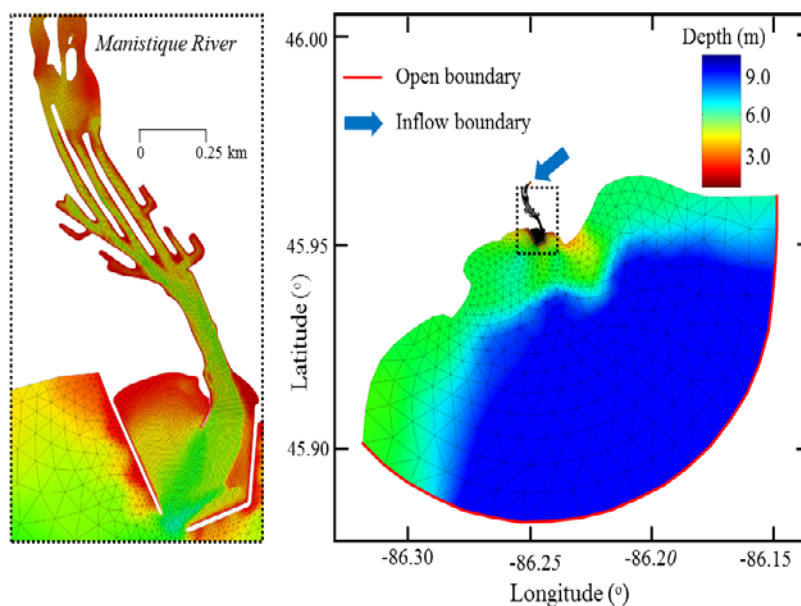 Manistique River
0 0.25 km
Open boundary
Inflow boundary
Depth (m)
9.0
6.0
3.0
46.00
45.95
45.90
Latitude (o)
-86.30 -86.25 -86.20 -86.15
Longitude (o)